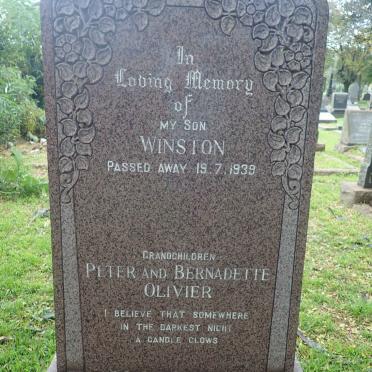 In
Loving Memory
of
MY SON
WINSTON
PASSED AWAY 19.7.1939
GRANDCHILDREN
PETER AND BERNADETTE
OLIVIER
I BELIEVE THAT SOMEWHERE
IN THE DARKEST NIGHT
A CANDLE GLOWS